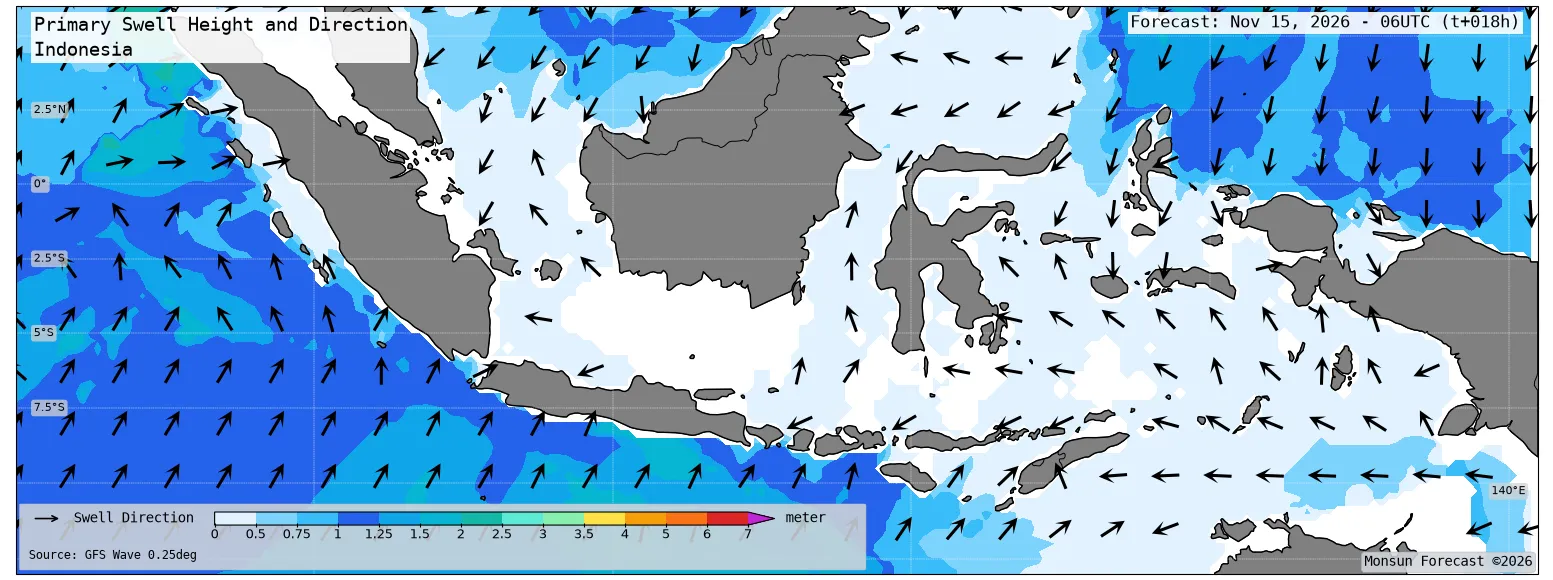 Primary Swell Height and Direction
Indonesia
Forecast: Nov 15, 2026 - 06UTC (t+018h)
2.5°N
0°
2.5°S
5°S
7.5°S
140°E
Swell Direction
0 0.5 0.75 1 1.25 1.5 2 2.5 3 3.5 4 5 6 7
meter
Source: GFS Wave 0.25deg
Monsun Forecast ©2026